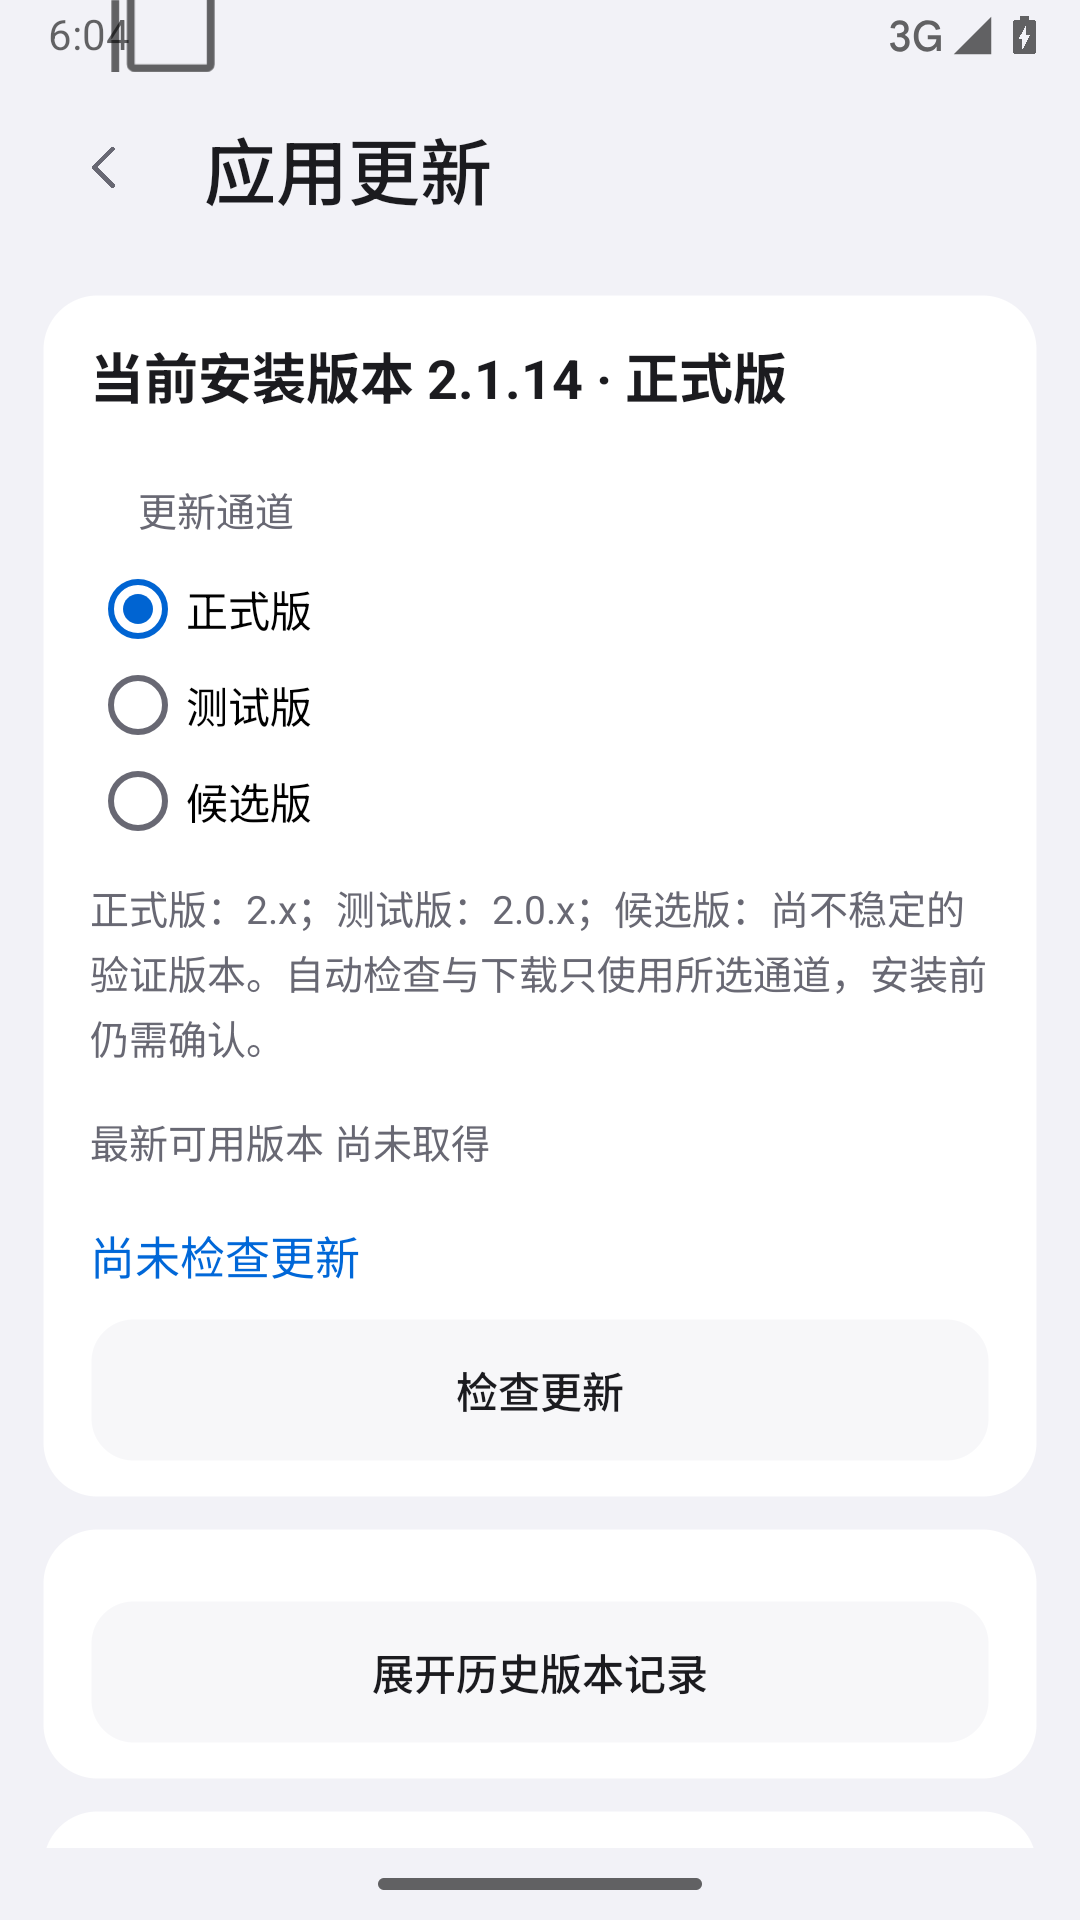 6:04
3G
应用更新
当前安装版本 2.1.14 · 正式版
更新通道
正式版
测试版
候选版
正式版：2.x；测试版：2.0.x；候选版：尚不稳定的
验证版本。自动检查与下载只使用所选通道，安装前
仍需确认。
最新可用版本 尚未取得
尚未检查更新
检查更新
展开历史版本记录